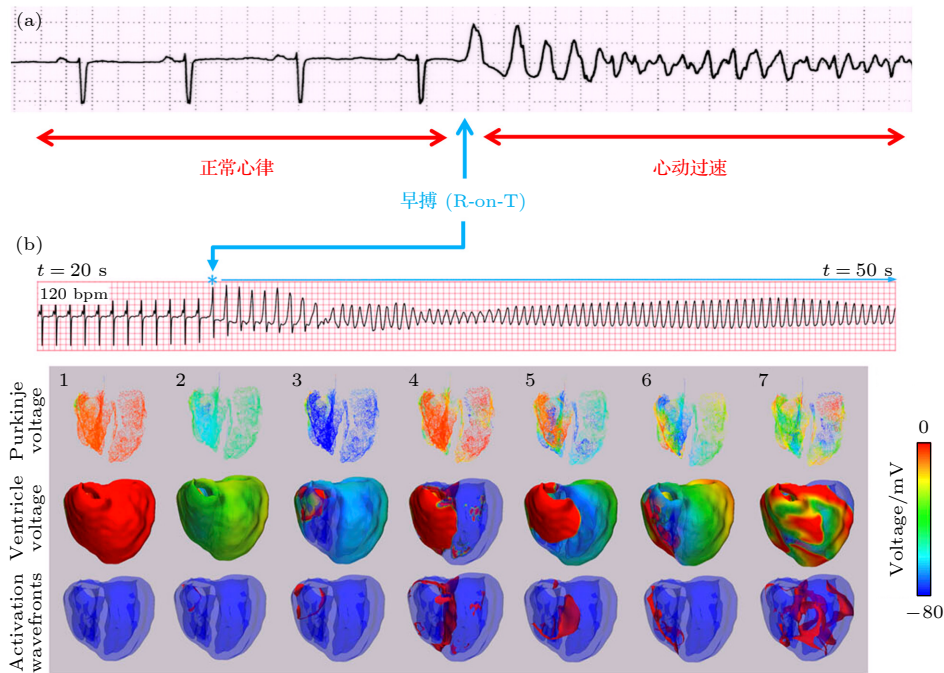 (a)
正常心律
心动过速
早搏 (R-on-T)
(b)
t = 20 s
t = 50 s
120 bpm
*
1 2 3 4 5 6 7
Purkinje
voltage
Ventricle
voltage
Activation
wavefronts
0
Voltage/mV
−80